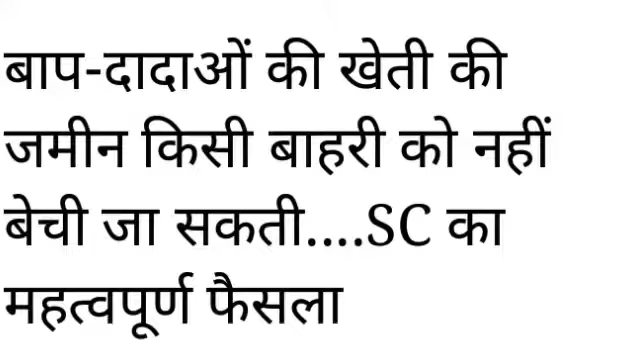 बाप-दादाओं की खेती की
जमीन किसी बाहरी को नहीं
बेची जा सकती....SC का
महत्वपूर्ण फैसला